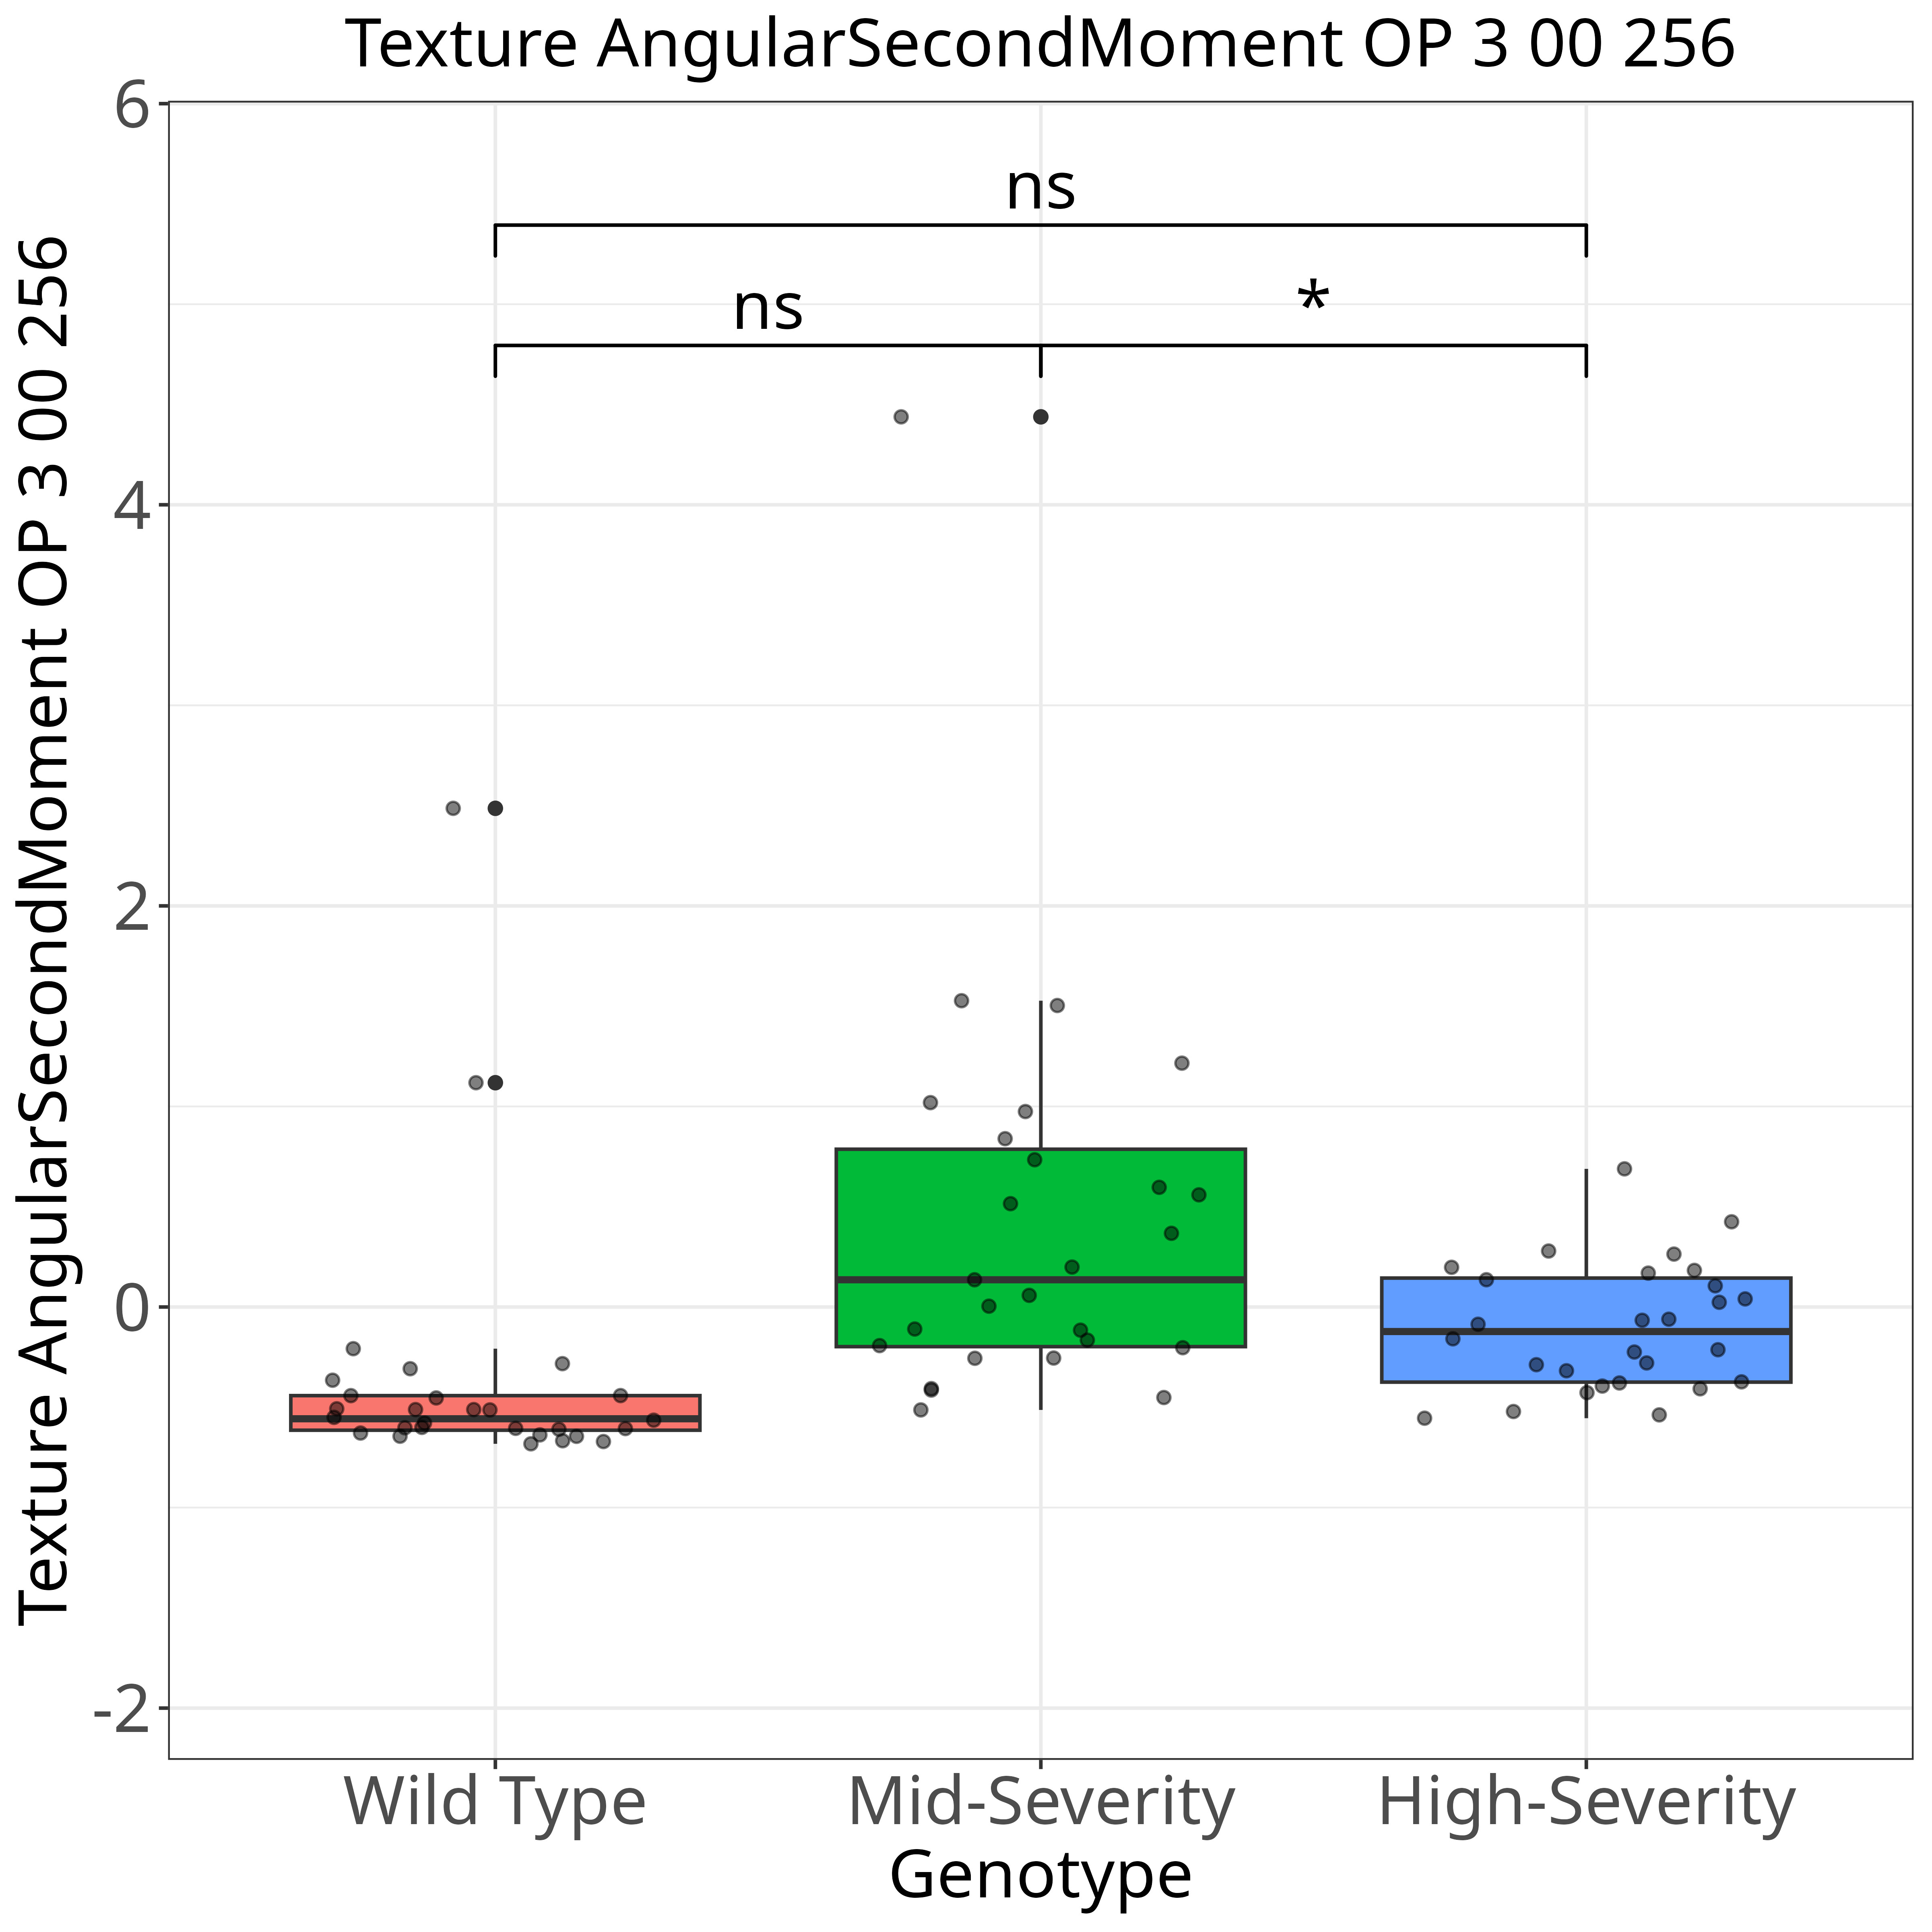 Texture AngularSecondMoment OP 3 00 256
Texture AngularSecondMoment OP 3 00 256
6
4
2
0
-2
ns
ns
*
Wild Type
Mid-Severity
High-Severity
Genotype